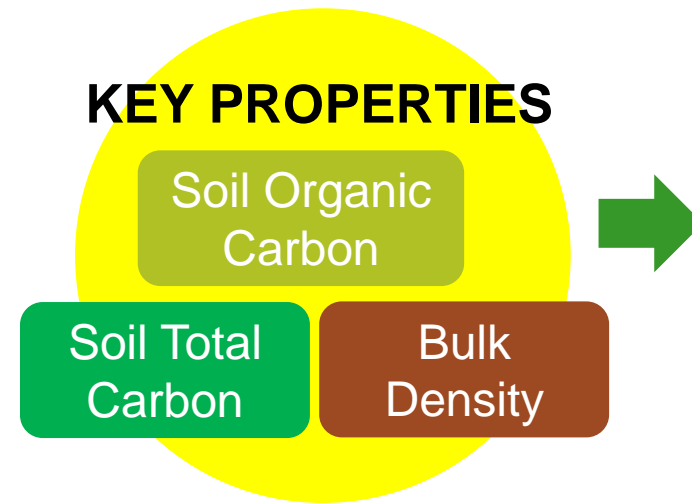 KEY PROPERTIES
Soil Organic
Carbon
Soil Total
Carbon
Bulk
Density